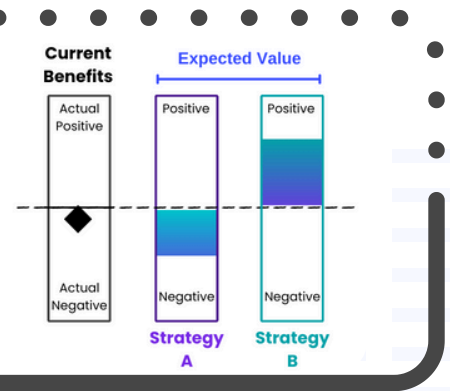 Current
Benefits
Expected Value
Actual
Positive
Positive
Positive
Actual
Negative
Negative
Negative
Strategy
A
Strategy
B